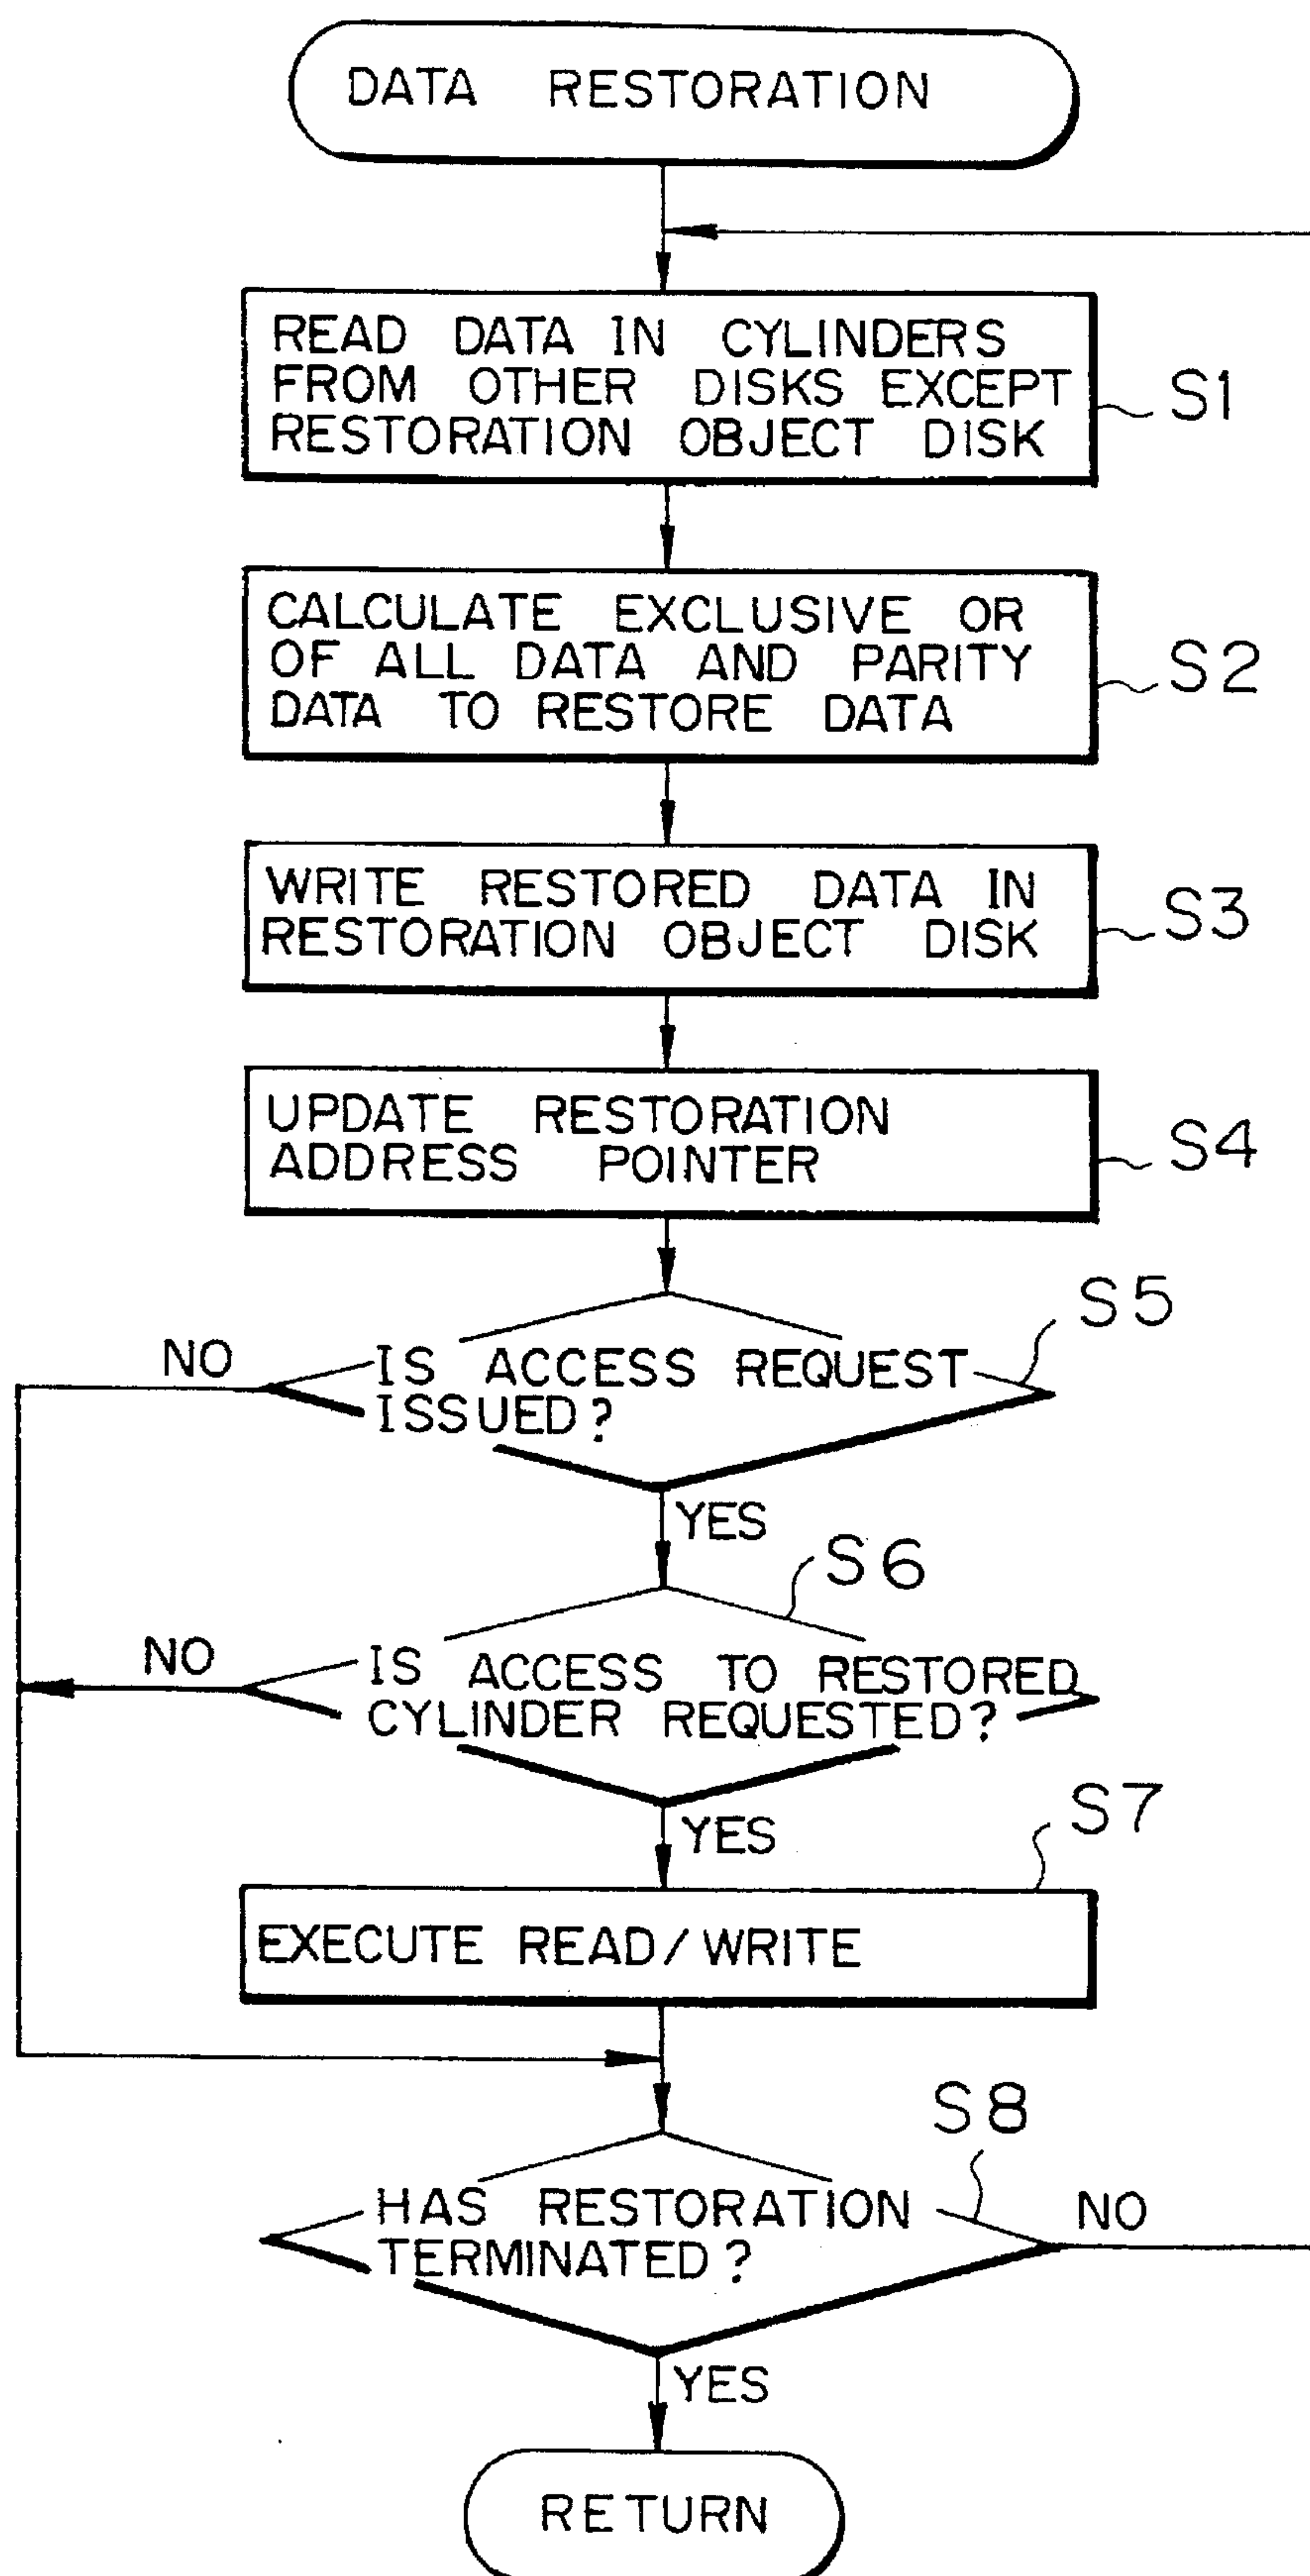 DATA RESTORATION
READ DATA IN CYLINDERS
FROM OTHER DISKS EXCEPT
RESTORATION OBJECT DISK
S1
CALCULATE EXCLUSIVE OR
OF ALL DATA AND PARITY
DATA TO RESTORE DATA
S2
WRITE RESTORED DATA IN
RESTORATION OBJECT DISK
S3
UPDATE RESTORATION
ADDRESS POINTER
S4
S5
NO
IS ACCESS REQUEST
ISSUED?
YES
S6
NO
IS ACCESS TO RESTORED
CYLINDER REQUESTED?
YES
S7
EXECUTE READ/WRITE
S8
HAS RESTORATION
TERMINATED?
NO
YES
RETURN